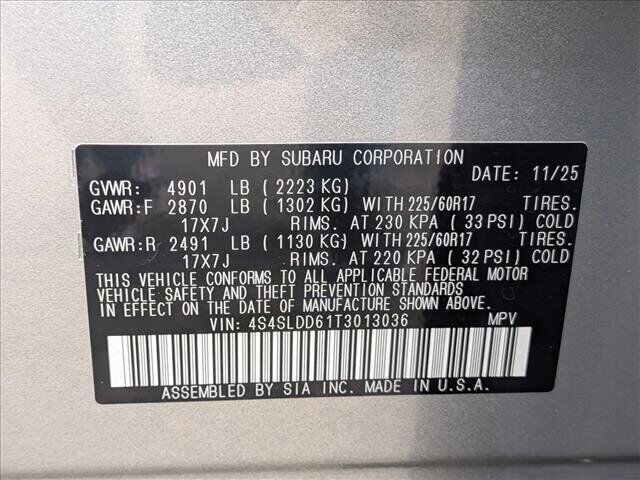 MFD BY SUBARU CORPORATION
DATE: 11/25
GVWR: 4901 LB ( 2223 KG)
GAWR:F 2870 LB ( 1302 KG) WITH 225/60R17 TIRES.
17X7J RIMS. AT 230 KPA ( 33 PSI) COLD
GAWR:R 2491 LB ( 1130 KG) WITH 225/60R17 TIRES.
17X7J RIMS. AT 220 KPA ( 32 PSI) COLD
THIS VEHICLE CONFORMS TO ALL APPLICABLE FEDERAL MOTOR
VEHICLE SAFETY AND THEFT PREVENTION STANDARDS
IN EFFECT ON THE DATE OF MANUFACTURE SHOWN ABOVE.
VIN: 4S4SLDD61T3013036 MPV
ASSEMBLED BY SIA INC. MADE IN U.S.A.